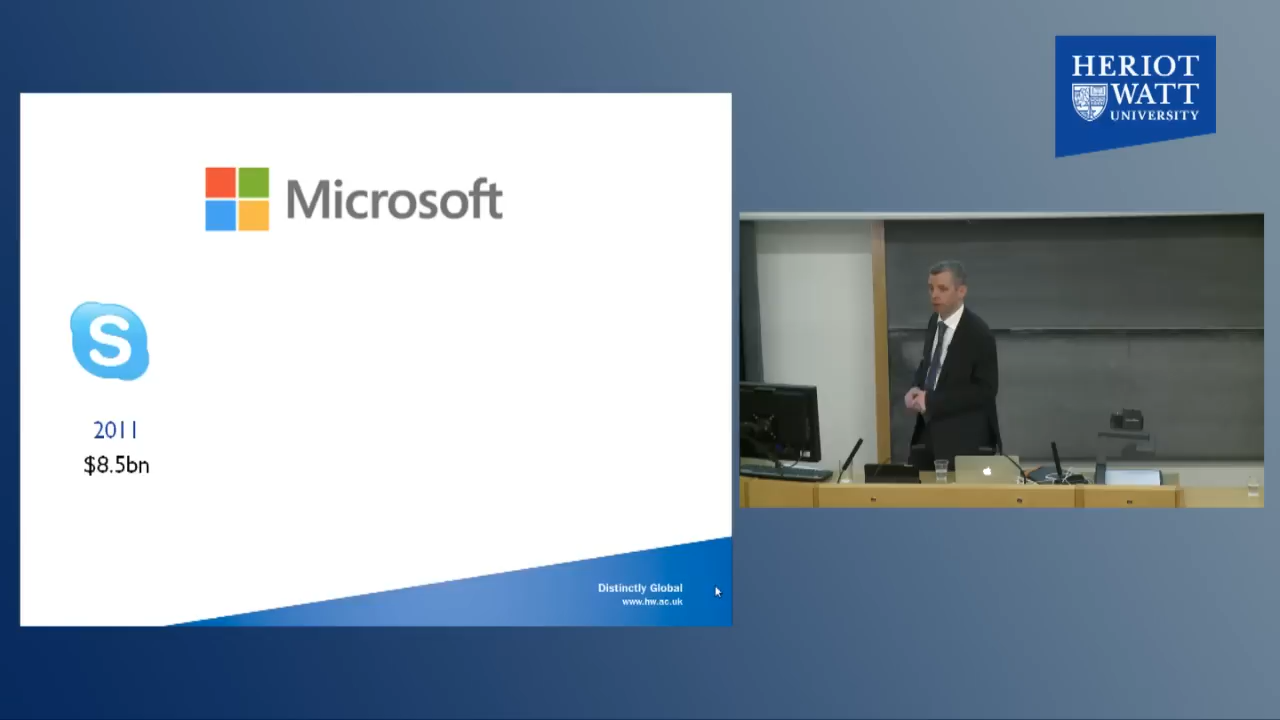 HERIOT
WATT
UNIVERSITY
Microsoft
S
2011
$8.5bn
Distinctly Global
www.hw.ac.uk